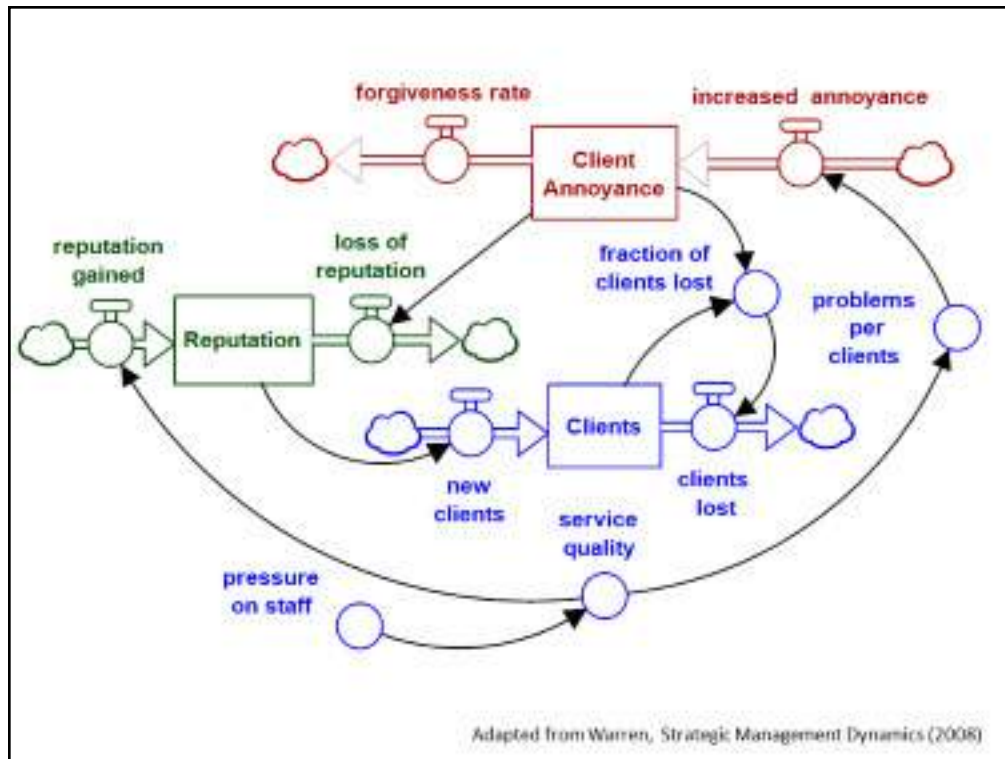 forgiveness rate
increased annoyance
Client
Annoyance
reputation
gained
loss of
reputation
fraction of
clients lost
problems
per
clients
Reputation
Clients
new
clients
clients
lost
service
quality
pressure
on staff
Adapted from Warren, Strategic Management Dynamics (2008)